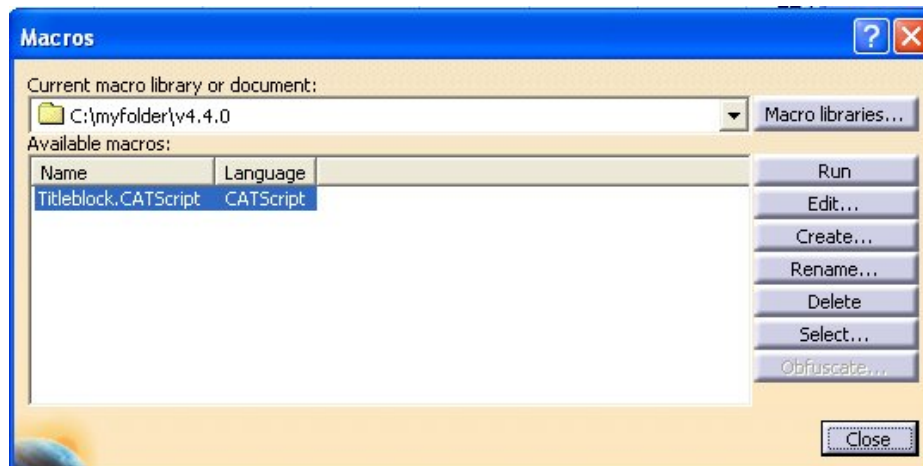 Macros
Current macro library or document:
C:\myfolder\v4.4.0
Macro libraries...
Available macros:
Name Language
Titleblock.CATScript CATScript
Run
Edit...
Create...
Rename...
Delete
Select...
Obfuscate...
Close